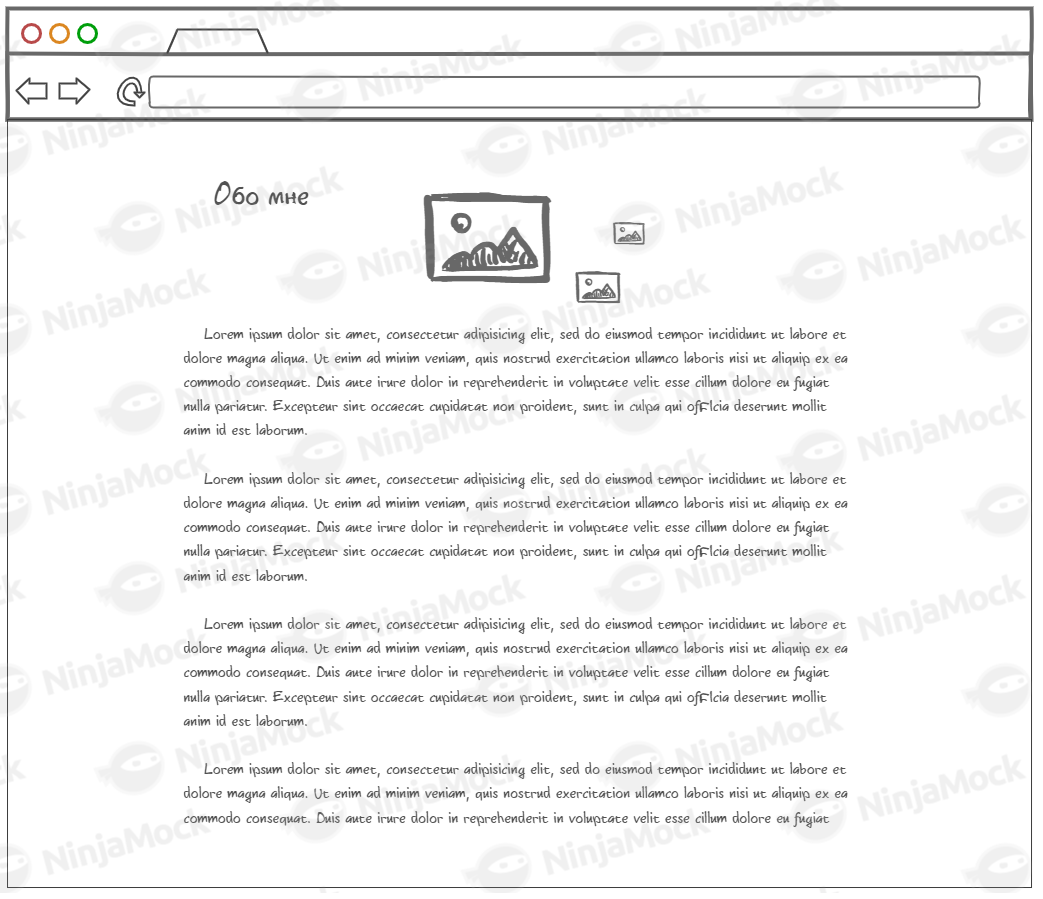 Обо мне
Lorem ipsum dolor sit amet, consectetur adipisicing elit, sed do eiusmod tempor incididunt ut labore et
dolore magna aliqua. Ut enim ad minim veniam, quis nostrud exercitation ullamco laboris nisi ut aliquip ex ea
commodo consequat. Duis aute irure dolor in reprehenderit in voluptate velit esse cillum dolore eu fugiat
nulla pariatur. Excepteur sint occaecat cupidatat non proident, sunt in culpa qui officia deserunt mollit
anim id est laborum.
Lorem ipsum dolor sit amet, consectetur adipisicing elit, sed do eiusmod tempor incididunt ut labore et
dolore magna aliqua. Ut enim ad minim veniam, quis nostrud exercitation ullamco laboris nisi ut aliquip ex ea
commodo consequat. Duis aute irure dolor in reprehenderit in voluptate velit esse cillum dolore eu fugiat
nulla pariatur. Excepteur sint occaecat cupidatat non proident, sunt in culpa qui officia deserunt mollit
anim id est laborum.
Lorem ipsum dolor sit amet, consectetur adipisicing elit, sed do eiusmod tempor incididunt ut labore et
dolore magna aliqua. Ut enim ad minim veniam, quis nostrud exercitation ullamco laboris nisi ut aliquip ex ea
commodo consequat. Duis aute irure dolor in reprehenderit in voluptate velit esse cillum dolore eu fugiat
nulla pariatur. Excepteur sint occaecat cupidatat non proident, sunt in culpa qui officia deserunt mollit
anim id est laborum.
Lorem ipsum dolor sit amet, consectetur adipisicing elit, sed do eiusmod tempor incididunt ut labore et
dolore magna aliqua. Ut enim ad minim veniam, quis nostrud exercitation ullamco laboris nisi ut aliquip ex ea
commodo consequat. Duis aute irure dolor in reprehenderit in voluptate velit esse cillum dolore eu fugiat
NinjaMock